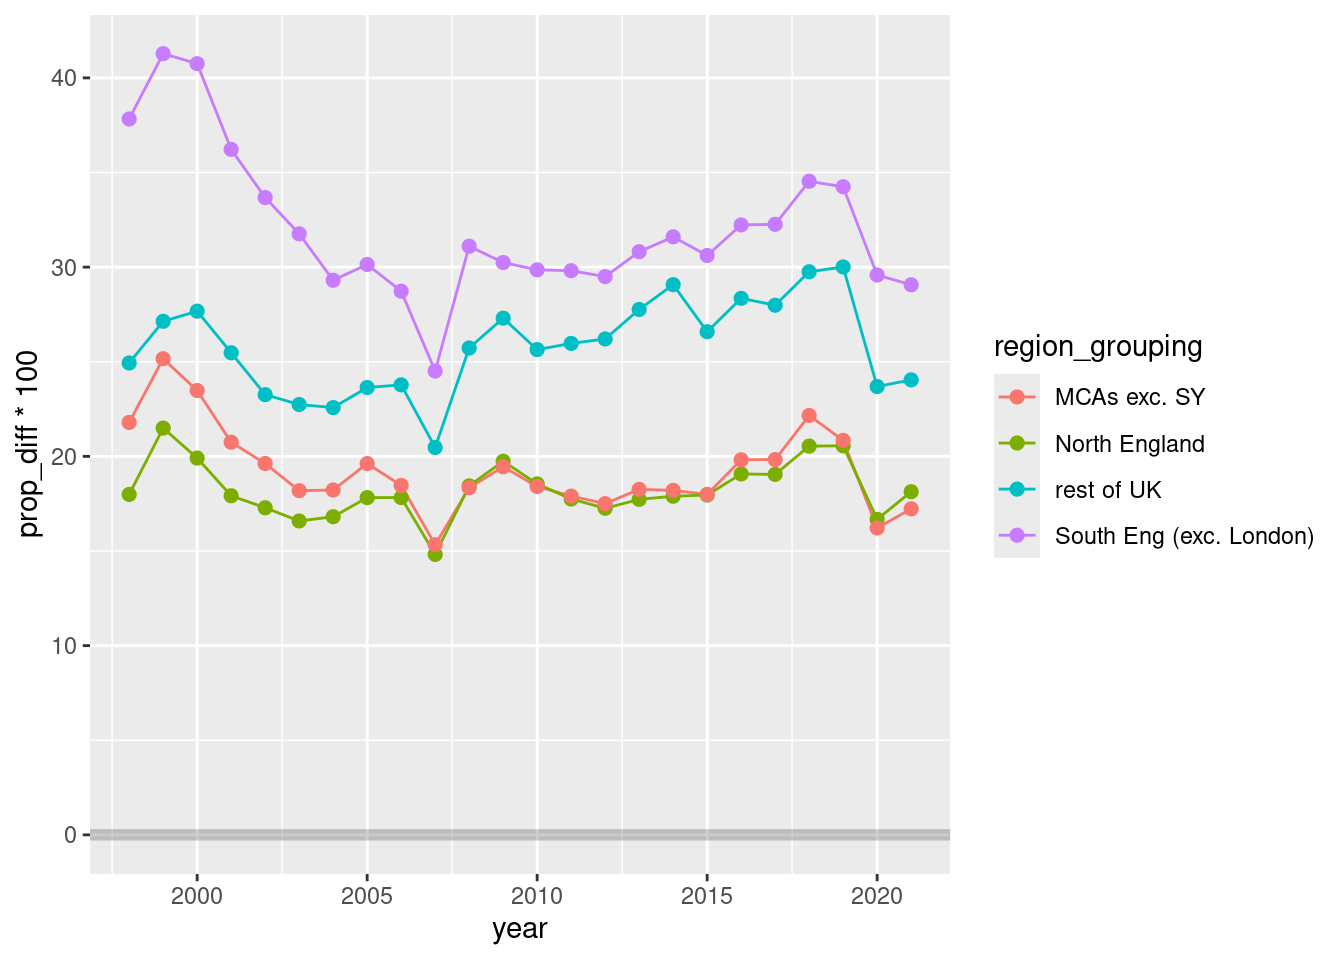 40
30
20
10
0
prop_diff * 100
2000 2005 2010 2015 2020
year
region_grouping
MCAs exc. SY
North England
rest of UK
South Eng (exc. London)